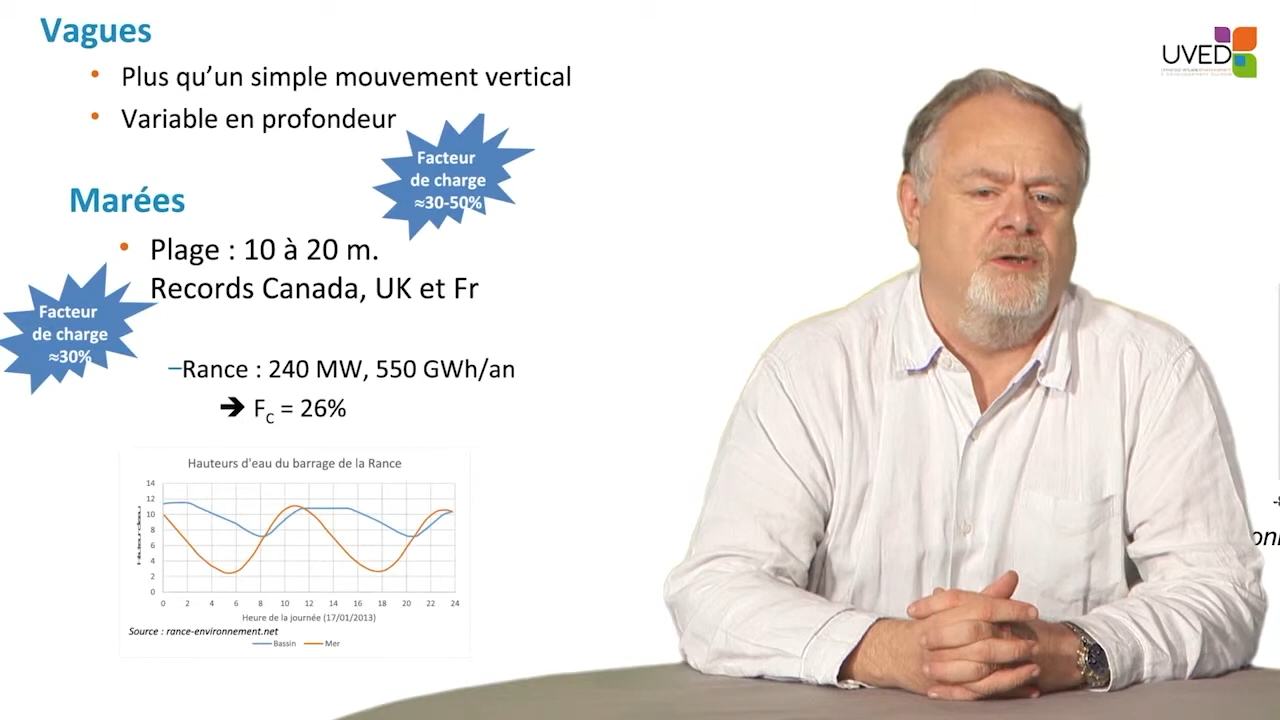 Vagues
• Plus qu’un simple mouvement vertical
• Variable en profondeur
Facteur
de charge
≈30-50%
Marées
• Plage : 10 à 20 m.
Records Canada, UK et Fr
Facteur
de charge
≈30%
–Rance : 240 MW, 550 GWh/an
➔ FC = 26%
Hauteurs d'eau du barrage de la Rance
14
12
10
8
6
4
2
0
0 2 4 6 8 10 12 14 16 18 20 22 24
Heure de la journée (17/01/2013)
Source : rance-environnement.net
Bassin Mer
UVED